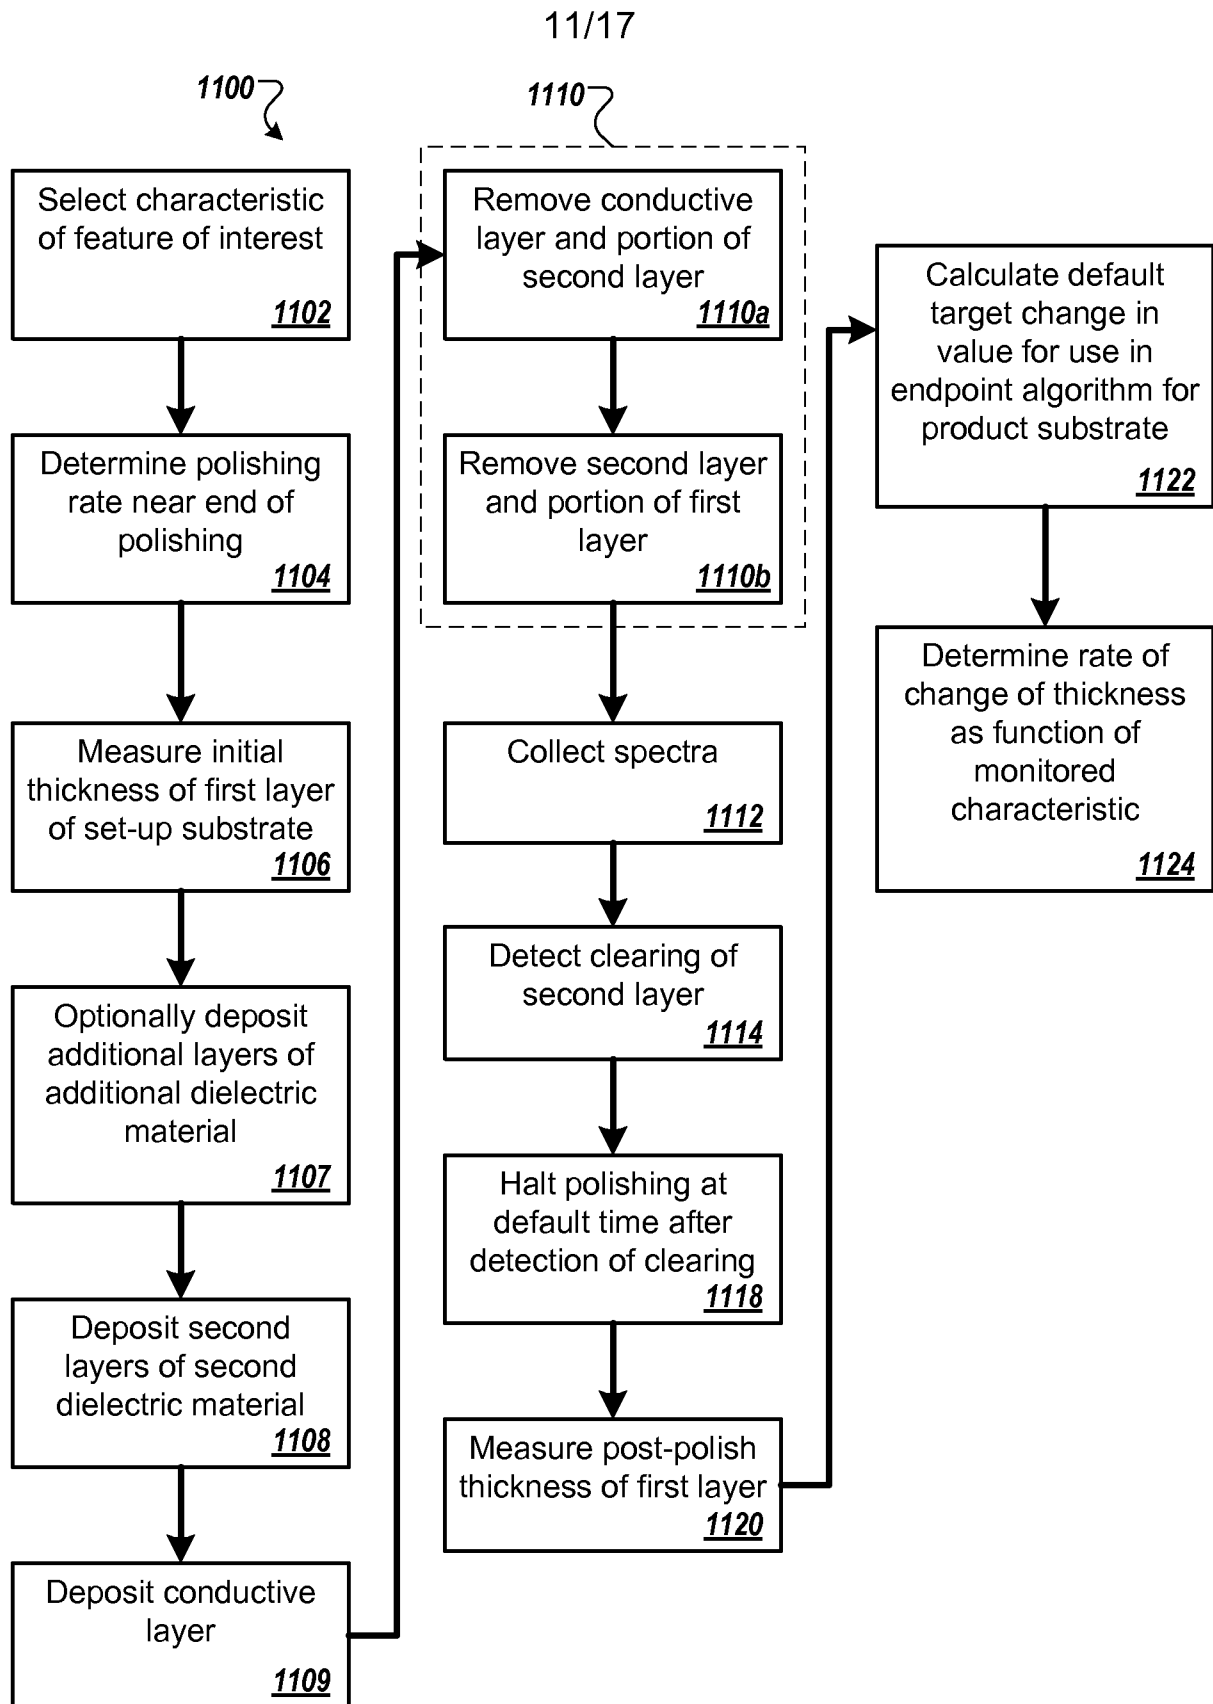 11/17
1100
Select characteristic
of feature of interest
1102
Determine polishing
rate near end of
polishing
1104
Measure initial
thickness of first layer
of set-up substrate
1106
Optionally deposit
additional layers of
additional dielectric
material
1107
Deposit second
layers of second
dielectric material
1108
Deposit conductive
layer
1109
1110
Remove conductive
layer and portion of
second layer
1110a
Remove second layer
and portion of first
layer
1110b
Collect spectra
1112
Detect clearing of
second layer
1114
Halt polishing at
default time after
detection of clearing
1118
Measure post-polish
thickness of first layer
1120
Calculate default
target change in
value for use in
endpoint algorithm for
product substrate
1122
Determine rate of
change of thickness
as function of
monitored
characteristic
1124